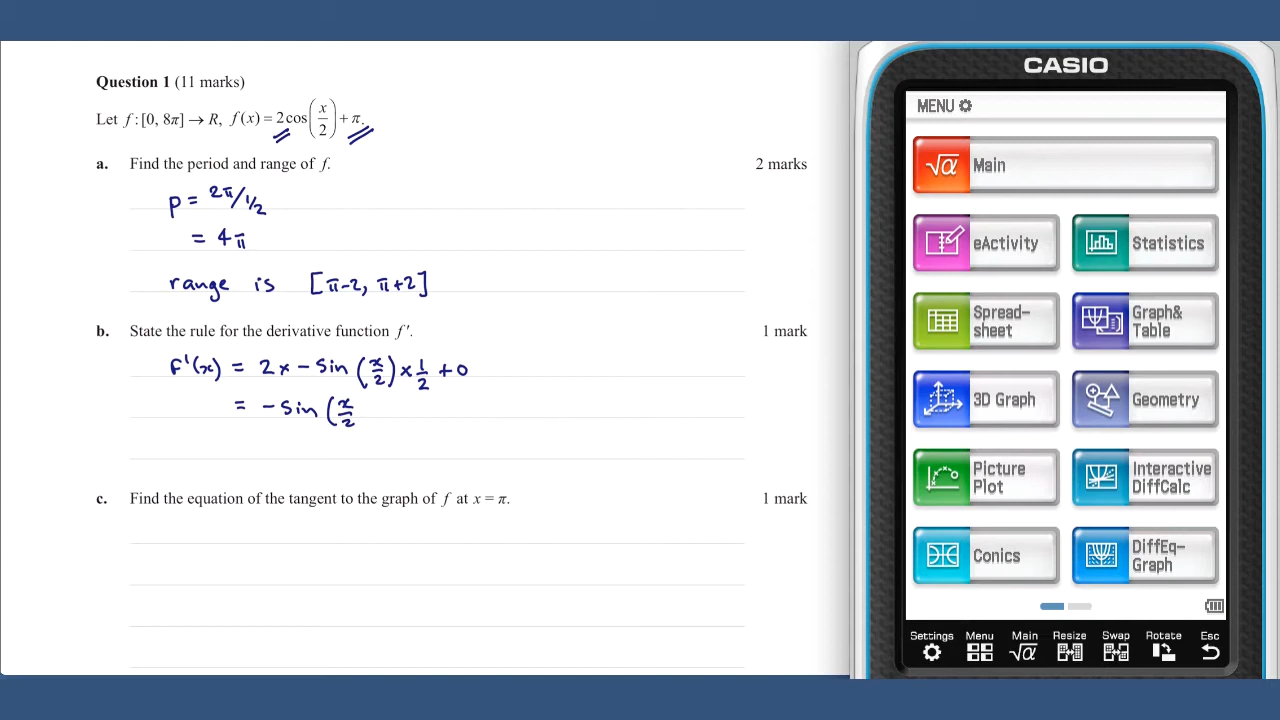 Question 1 (11 marks)
Let f : [0, 8π] → R, f(x) = 2cos(x/2) + π.
a. Find the period and range of f. 2 marks
p = 2π/1/2
= 4π
range is [π-2, π+2]
b. State the rule for the derivative function f′. 1 mark
f'(x) = 2x - sin(x/2) × 1/2 + 0
= -sin(x/2
c. Find the equation of the tangent to the graph of f at x = π. 1 mark
CASIO
MENU
√α Main
eActivity
Statistics
Spread-
sheet
Graph&
Table
3D Graph
Geometry
Picture
Plot
Interactive
DiffCalc
Conics
DiffEq-
Graph
Settings Menu Main Resize Swap Rotate Esc
√α